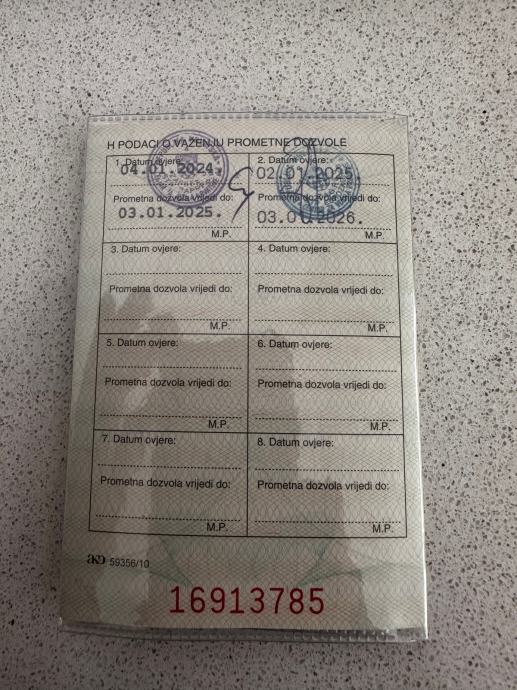 H PODACI O VAŽENJU PROMETNE DOZVOLE
1. Datum ovjere:
04.01.2024.
Prometna dozvola vrijedi do:
03.01.2025.
M.P.
2. Datum ovjere:
02.01.2025.
Prometna dozvola vrijedi do:
M.P.
3. Datum ovjere:
Prometna dozvola vrijedi do:
M.P.
4. Datum ovjere:
Prometna dozvola vrijedi do:
M.P.
5. Datum ovjere:
Prometna dozvola vrijedi do:
M.P.
6. Datum ovjere:
Prometna dozvola vrijedi do:
M.P.
7. Datum ovjere:
Prometna dozvola vrijedi do:
M.P.
8. Datum ovjere:
Prometna dozvola vrijedi do:
M.P.
AKD 59356/10
16913785